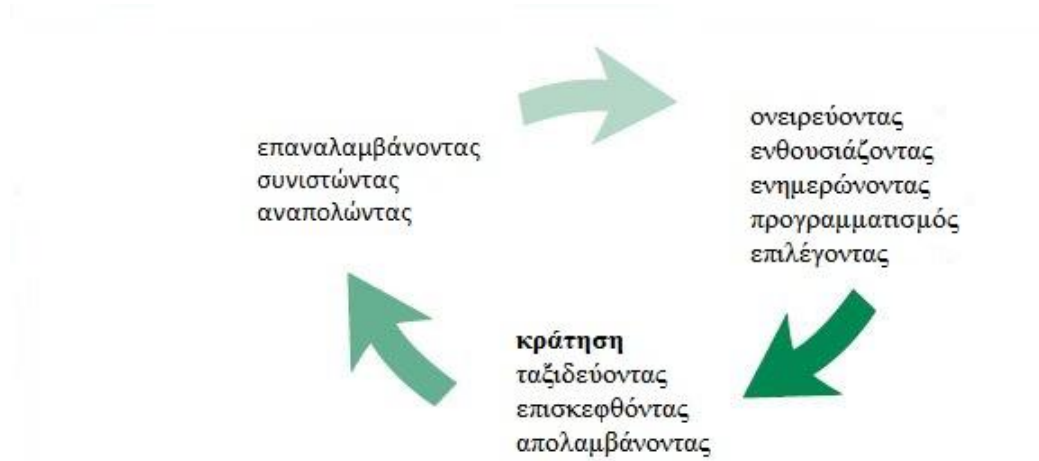 επαναλαμβάνοντας
συνιστώντας
αναπολώντας
ονειρεύοντας
ενθουσιάζοντας
ενημερώνοντας
προγραμματισμός
επιλέγοντας
κράτηση
ταξιδεύοντας
επισκεφθόντας
απολαμβάνοντας